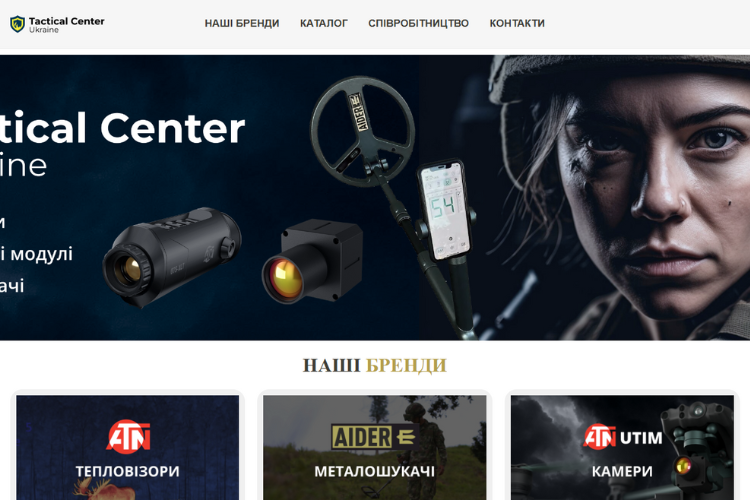 Tactical Center
Ukraine
НАШІ БРЕНДИ КАТАЛОГ СПІВРОБІТНИЦТВО КОНТАКТИ
tical Center
ine
и
і модулі
ачі
AIDER
54
НАШІ БРЕНДИ
ATN
ТЕПЛОВІЗОРИ
AIDER
МЕТАЛОШУКАЧІ
ATN UTIM
КАМЕРИ